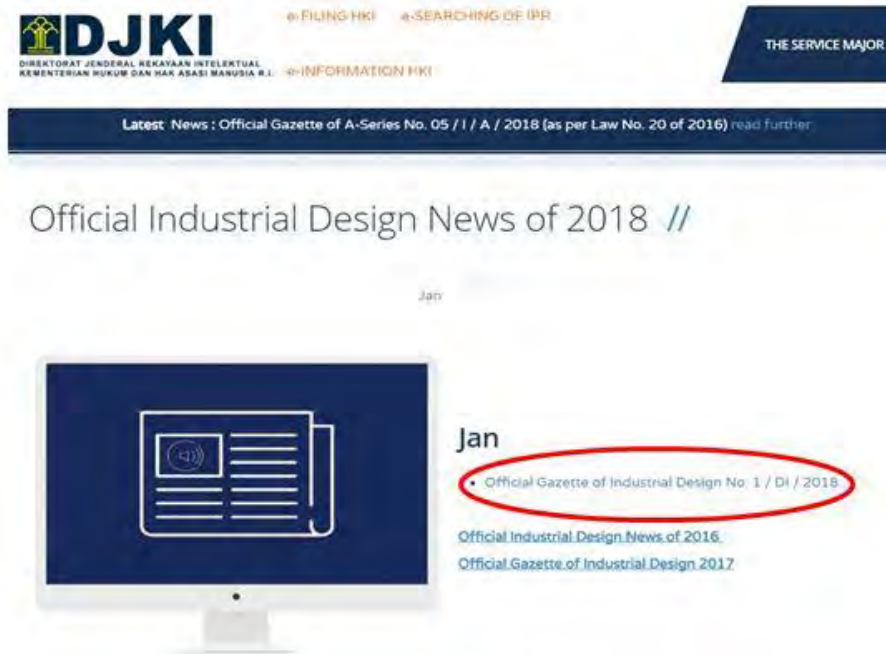 e-FILING HKI e-SEARCHING OF IPR
DJKI
DIREKTORAT JENDERAL REKAYAAN INTELEKTUAL
KEMENTERIAN HUKUM DAN HAK ASASI MANUSIA R.I.
e-INFORMATION HKI
THE SERVICE MAJOR
Latest News : Official Gazette of A-Series No. 05 / I / A / 2018 (as per Law No. 20 of 2016) read further
Official Industrial Design News of 2018 //
Jan
Jan
• Official Gazette of Industrial Design No. 1 / DI / 2018
Official Industrial Design News of 2016
Official Gazette of Industrial Design 2017